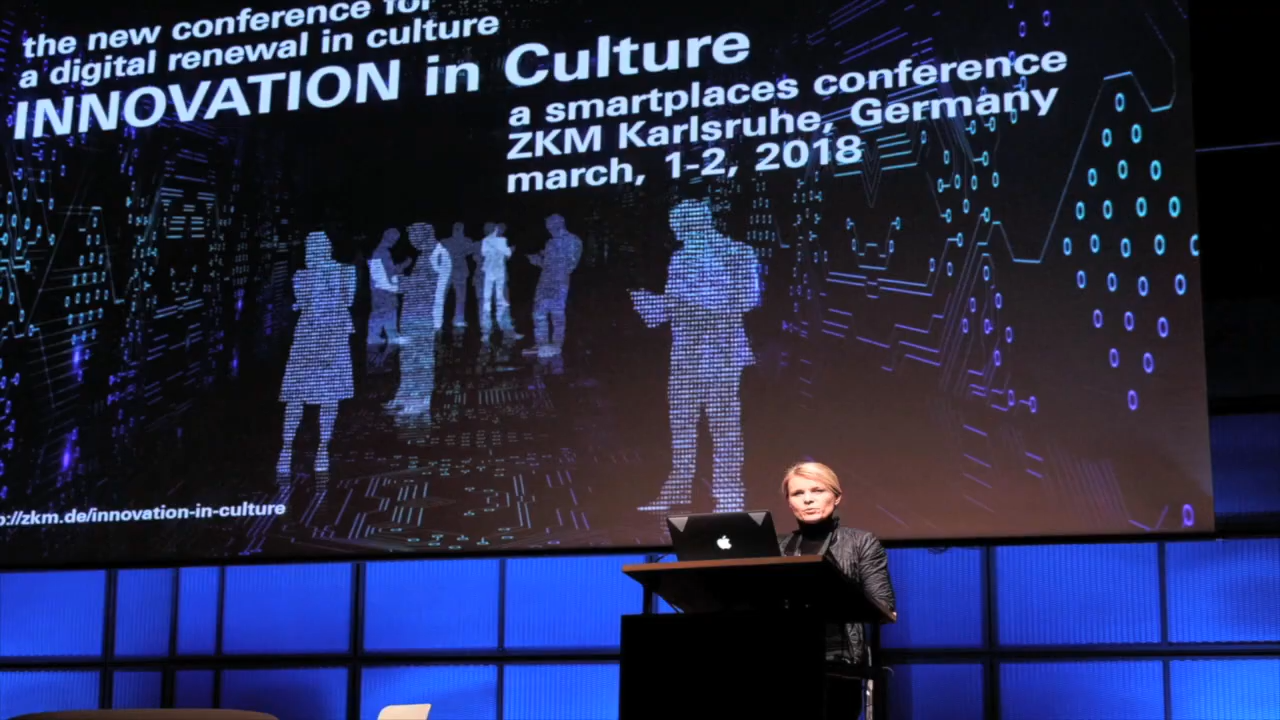 the new conference for
a digital renewal in culture
INNOVATION in Culture
a smartplaces conference
ZKM Karlsruhe, Germany
march, 1-2, 2018
p://zkm.de/innovation-in-culture